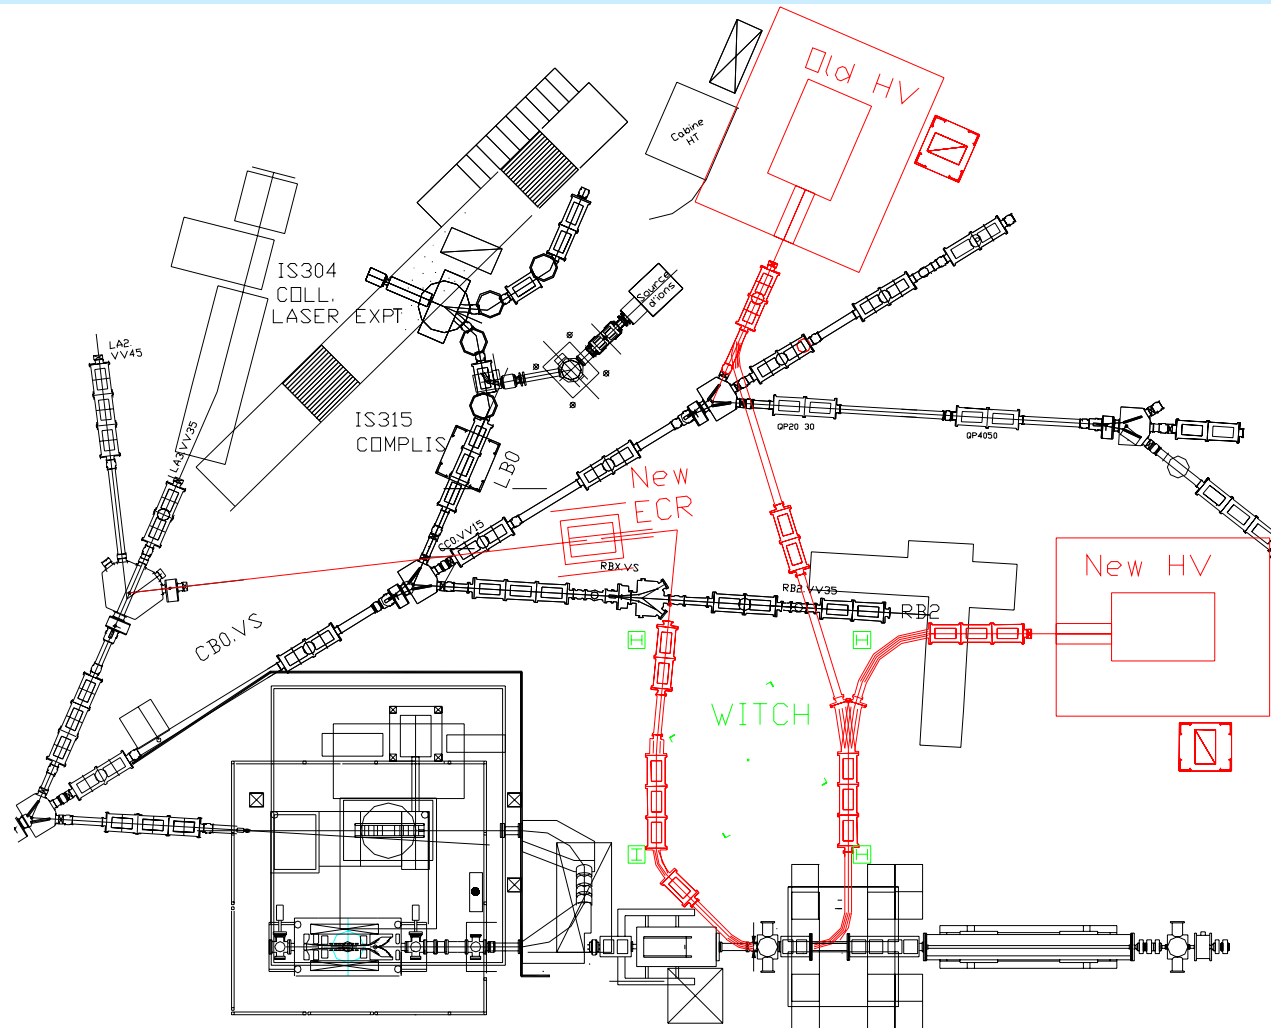 Old HV
Cabine
HT
IS304
COLL.
LASER EXPT
Source
d'ions
LA2.
VV45
IS315
COMPLIS
LA3.VV35
LB0
QP20 30
QP4050
New
ECR
CC0.VV15
RBX.VS
RB2.VV35
RB2
New HV
CB0.VS
WITCH
H
H
I
H